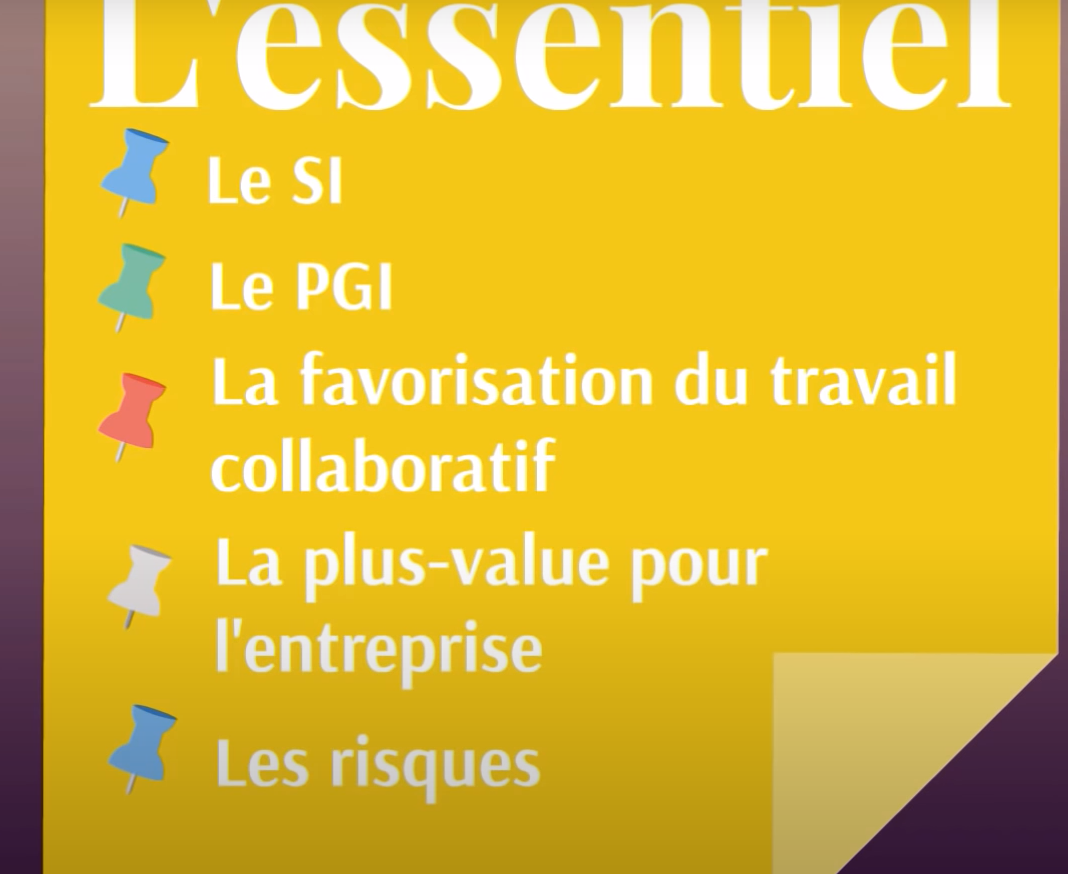 L'essentiel
Le SI
Le PGI
La favorisation du travail
collaboratif
La plus-value pour
l'entreprise
Les risques